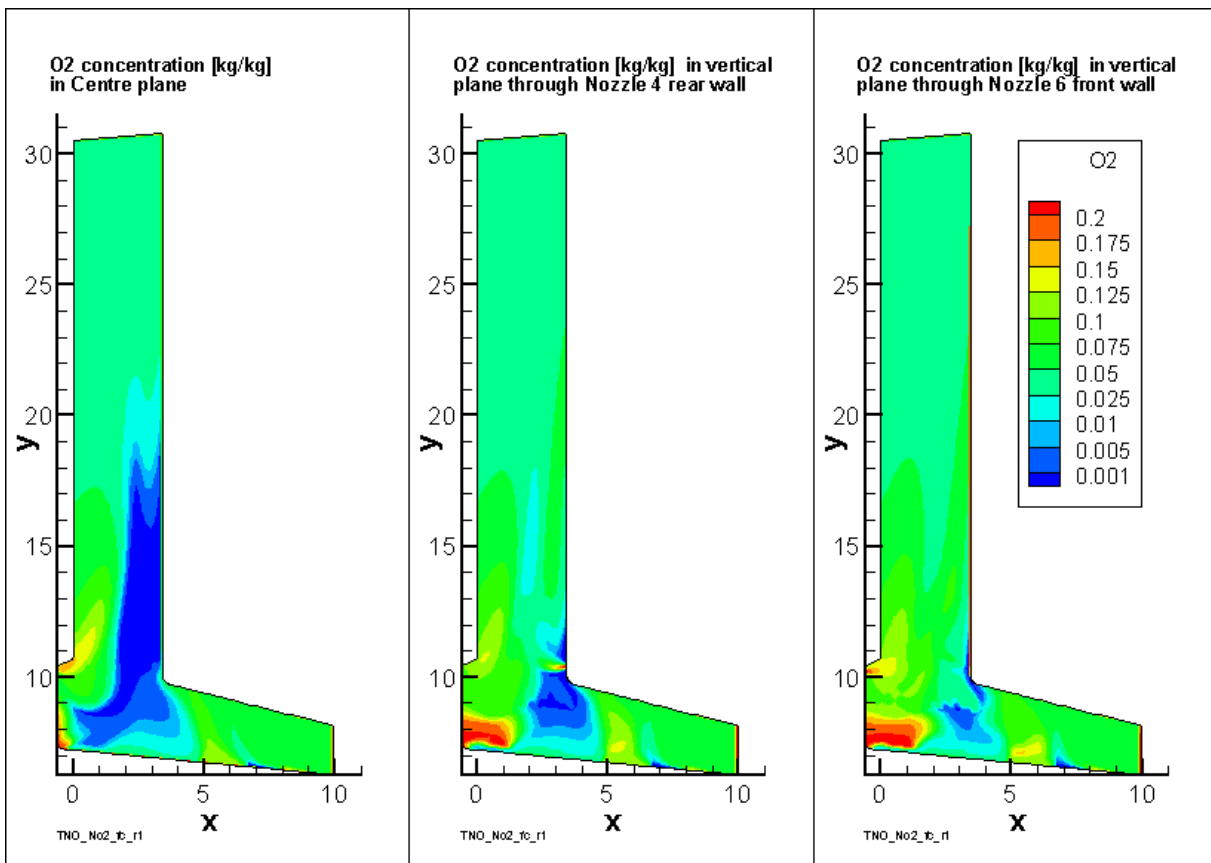 O2 concentration [kg/kg]
in Centre plane
30
25
20
15
10
y
0
5
10
x
TNO_No2_fc_r1
O2 concentration [kg/kg] in vertical
plane through Nozzle 4 rear wall
30
25
20
15
10
y
0
5
10
x
TNO_No2_fc_r1
O2 concentration [kg/kg] in vertical
plane through Nozzle 6 front wall
30
25
20
15
10
y
0
5
10
x
O2
0.2
0.175
0.15
0.125
0.1
0.075
0.05
0.025
0.01
0.005
0.001
TNO_No2_fc_r1